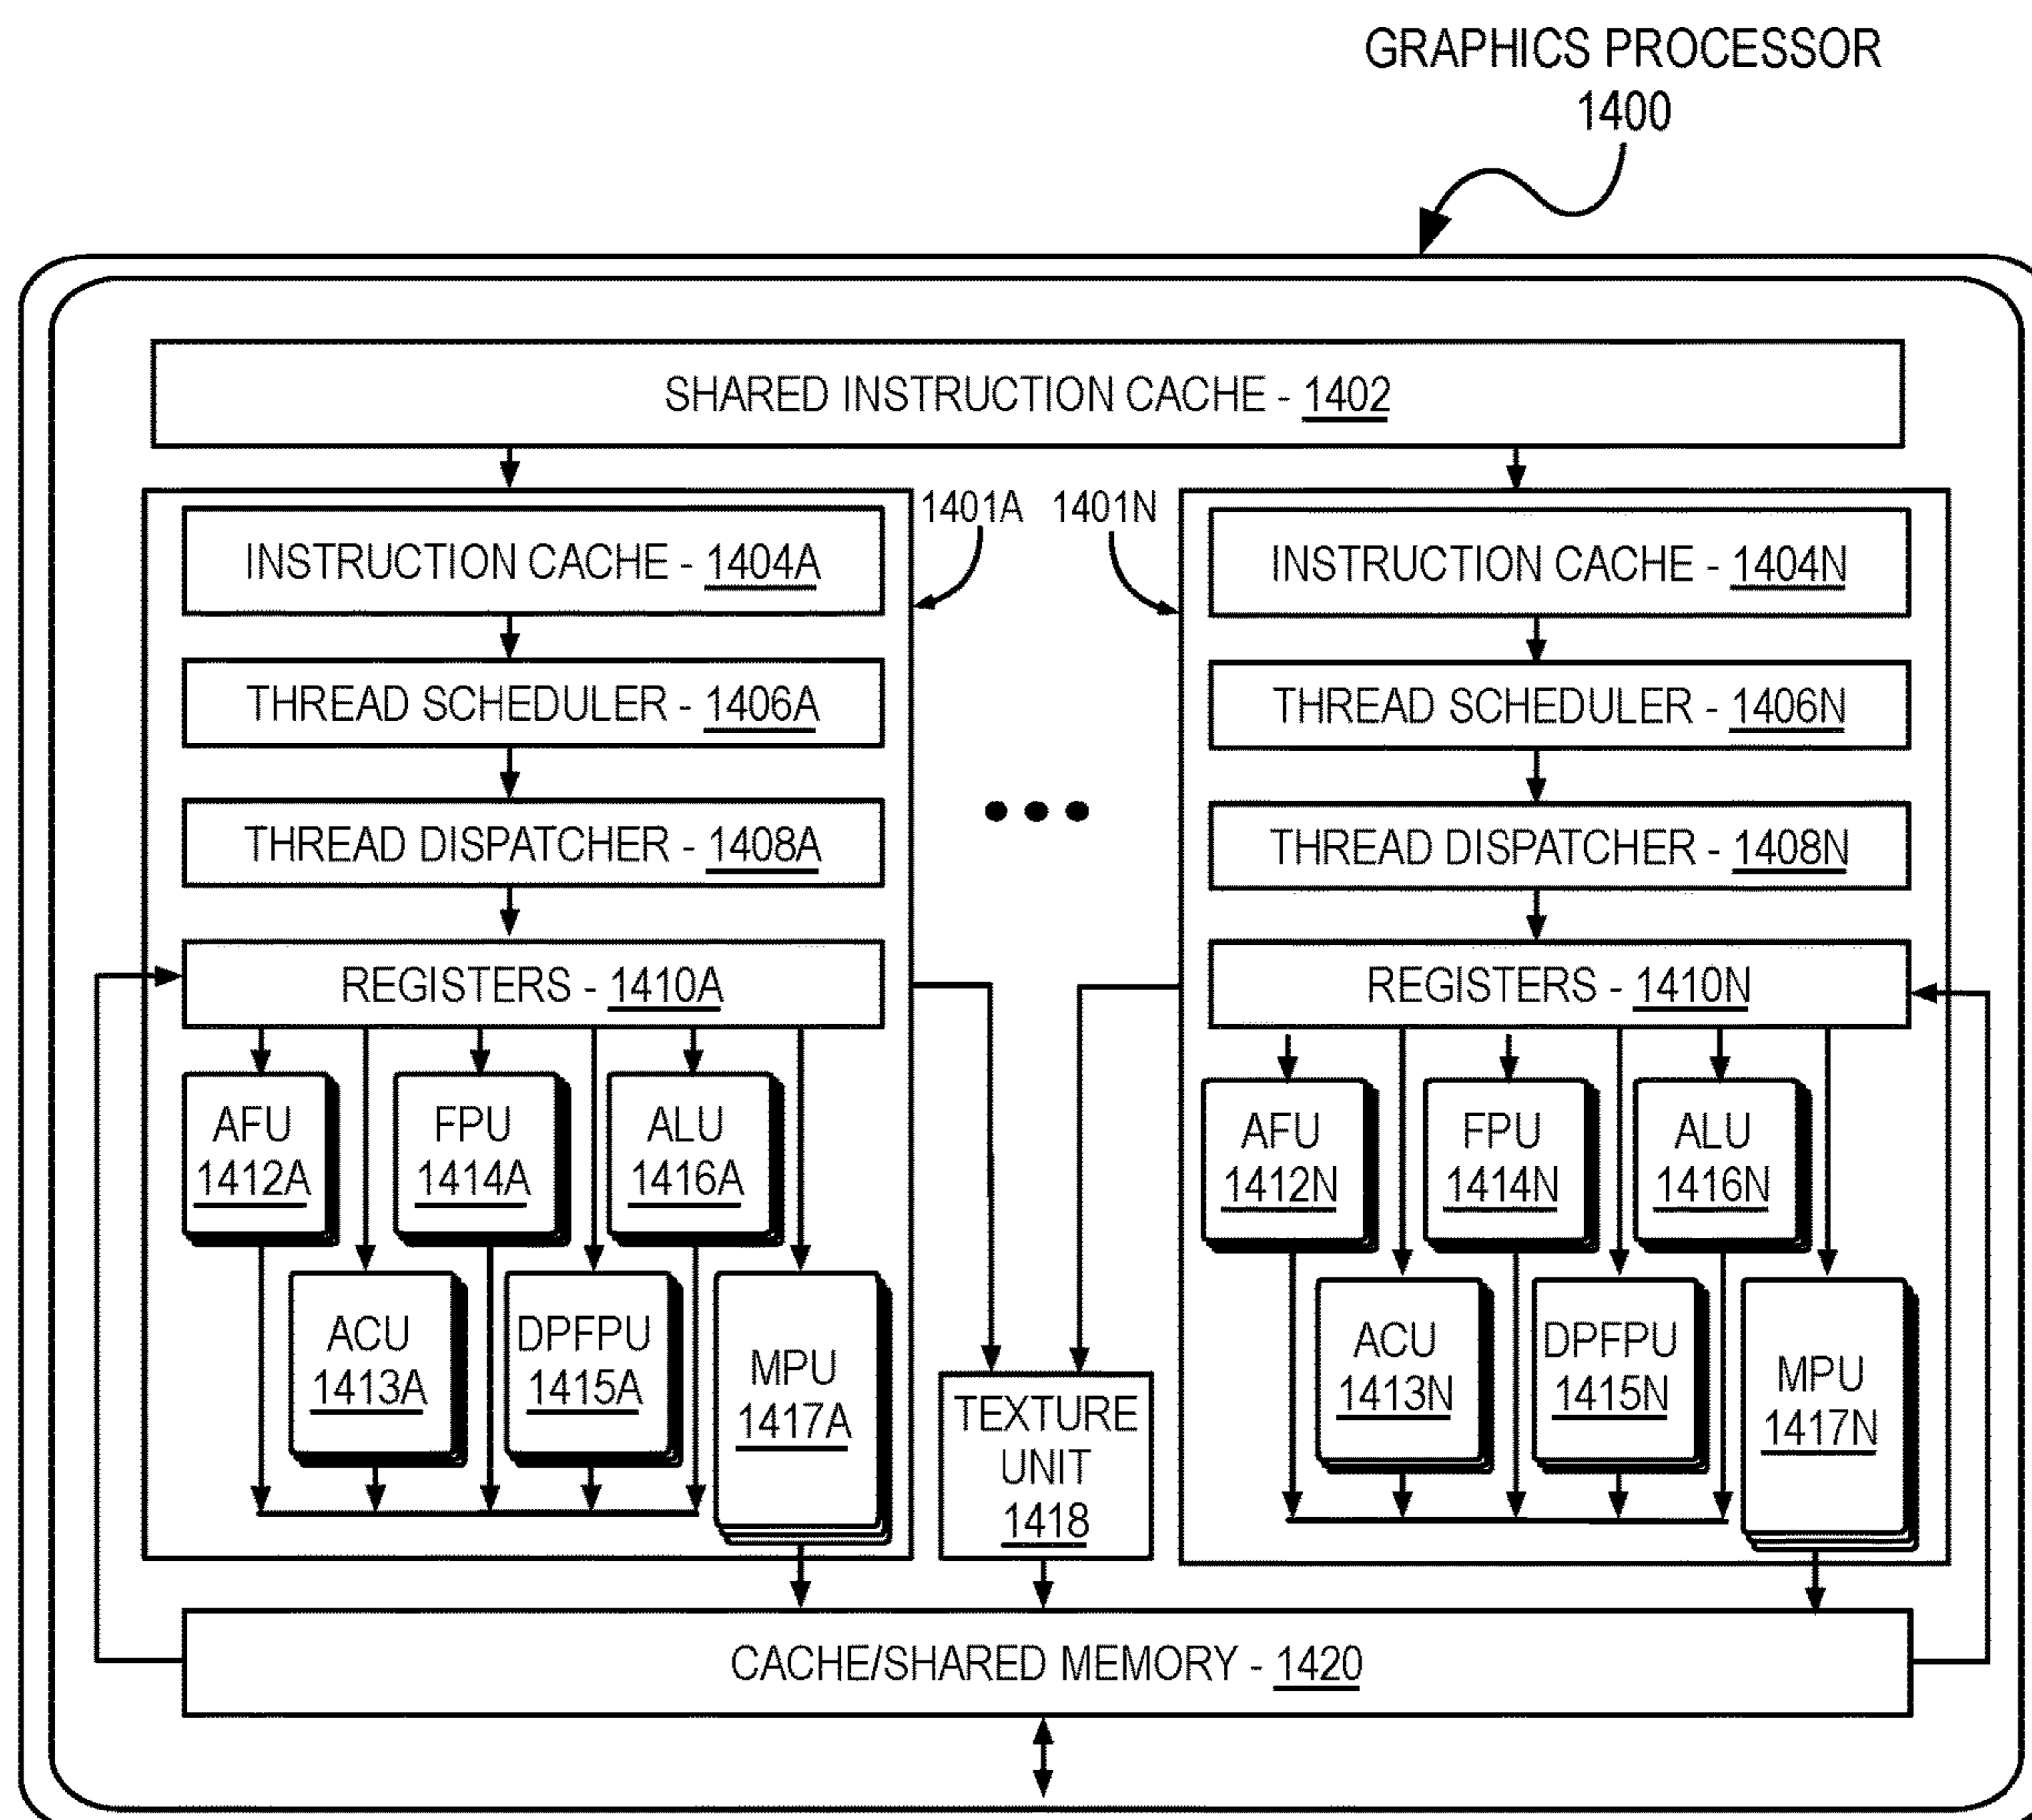 GRAPHICS PROCESSOR
1400
SHARED INSTRUCTION CACHE - 1402
1401A 1401N
INSTRUCTION CACHE - 1404A
THREAD SCHEDULER - 1406A
THREAD DISPATCHER - 1408A
REGISTERS - 1410A
AFU
1412A
FPU
1414A
ALU
1416A
ACU
1413A
DPFPU
1415A
MPU
1417A
TEXTURE
UNIT
1418
INSTRUCTION CACHE - 1404N
THREAD SCHEDULER - 1406N
THREAD DISPATCHER - 1408N
REGISTERS - 1410N
AFU
1412N
FPU
1414N
ALU
1416N
ACU
1413N
DPFPU
1415N
MPU
1417N
CACHE/SHARED MEMORY - 1420